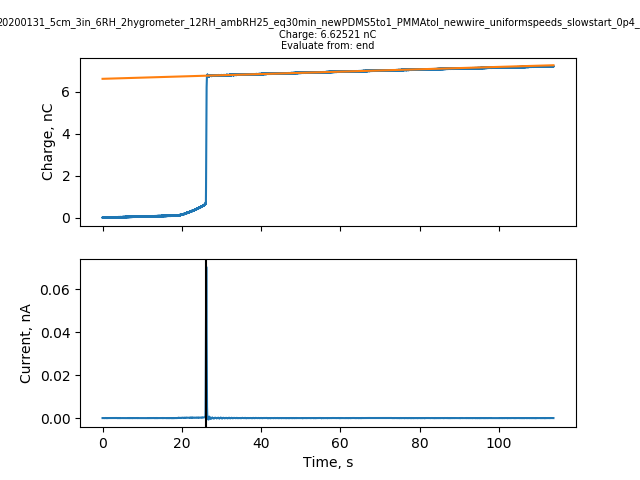 20200131_5cm_3in_6RH_2hygrometer_12RH_ambRH25_eq30min_newPDMS5to1_PMMAtol_newwire_uniformspeeds_slowstart_0p4_
Charge: 6.62521 nC
Evaluate from: end
Charge, nC
6
4
2
0
Current, nA
0.06
0.04
0.02
0.00
0 20 40 60 80 100
Time, s